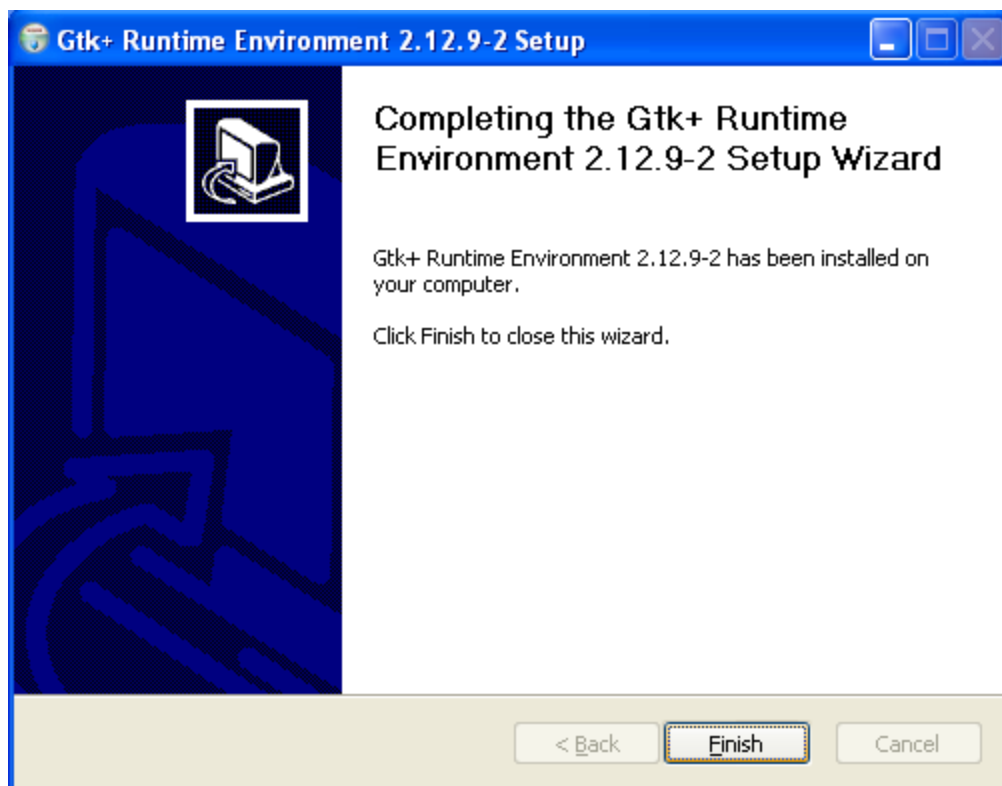 Gtk+ Runtime Environment 2.12.9-2 Setup
Completing the Gtk+ Runtime
Environment 2.12.9-2 Setup Wizard
Gtk+ Runtime Environment 2.12.9-2 has been installed on
your computer.
Click Finish to close this wizard.
< Back
Finish
Cancel